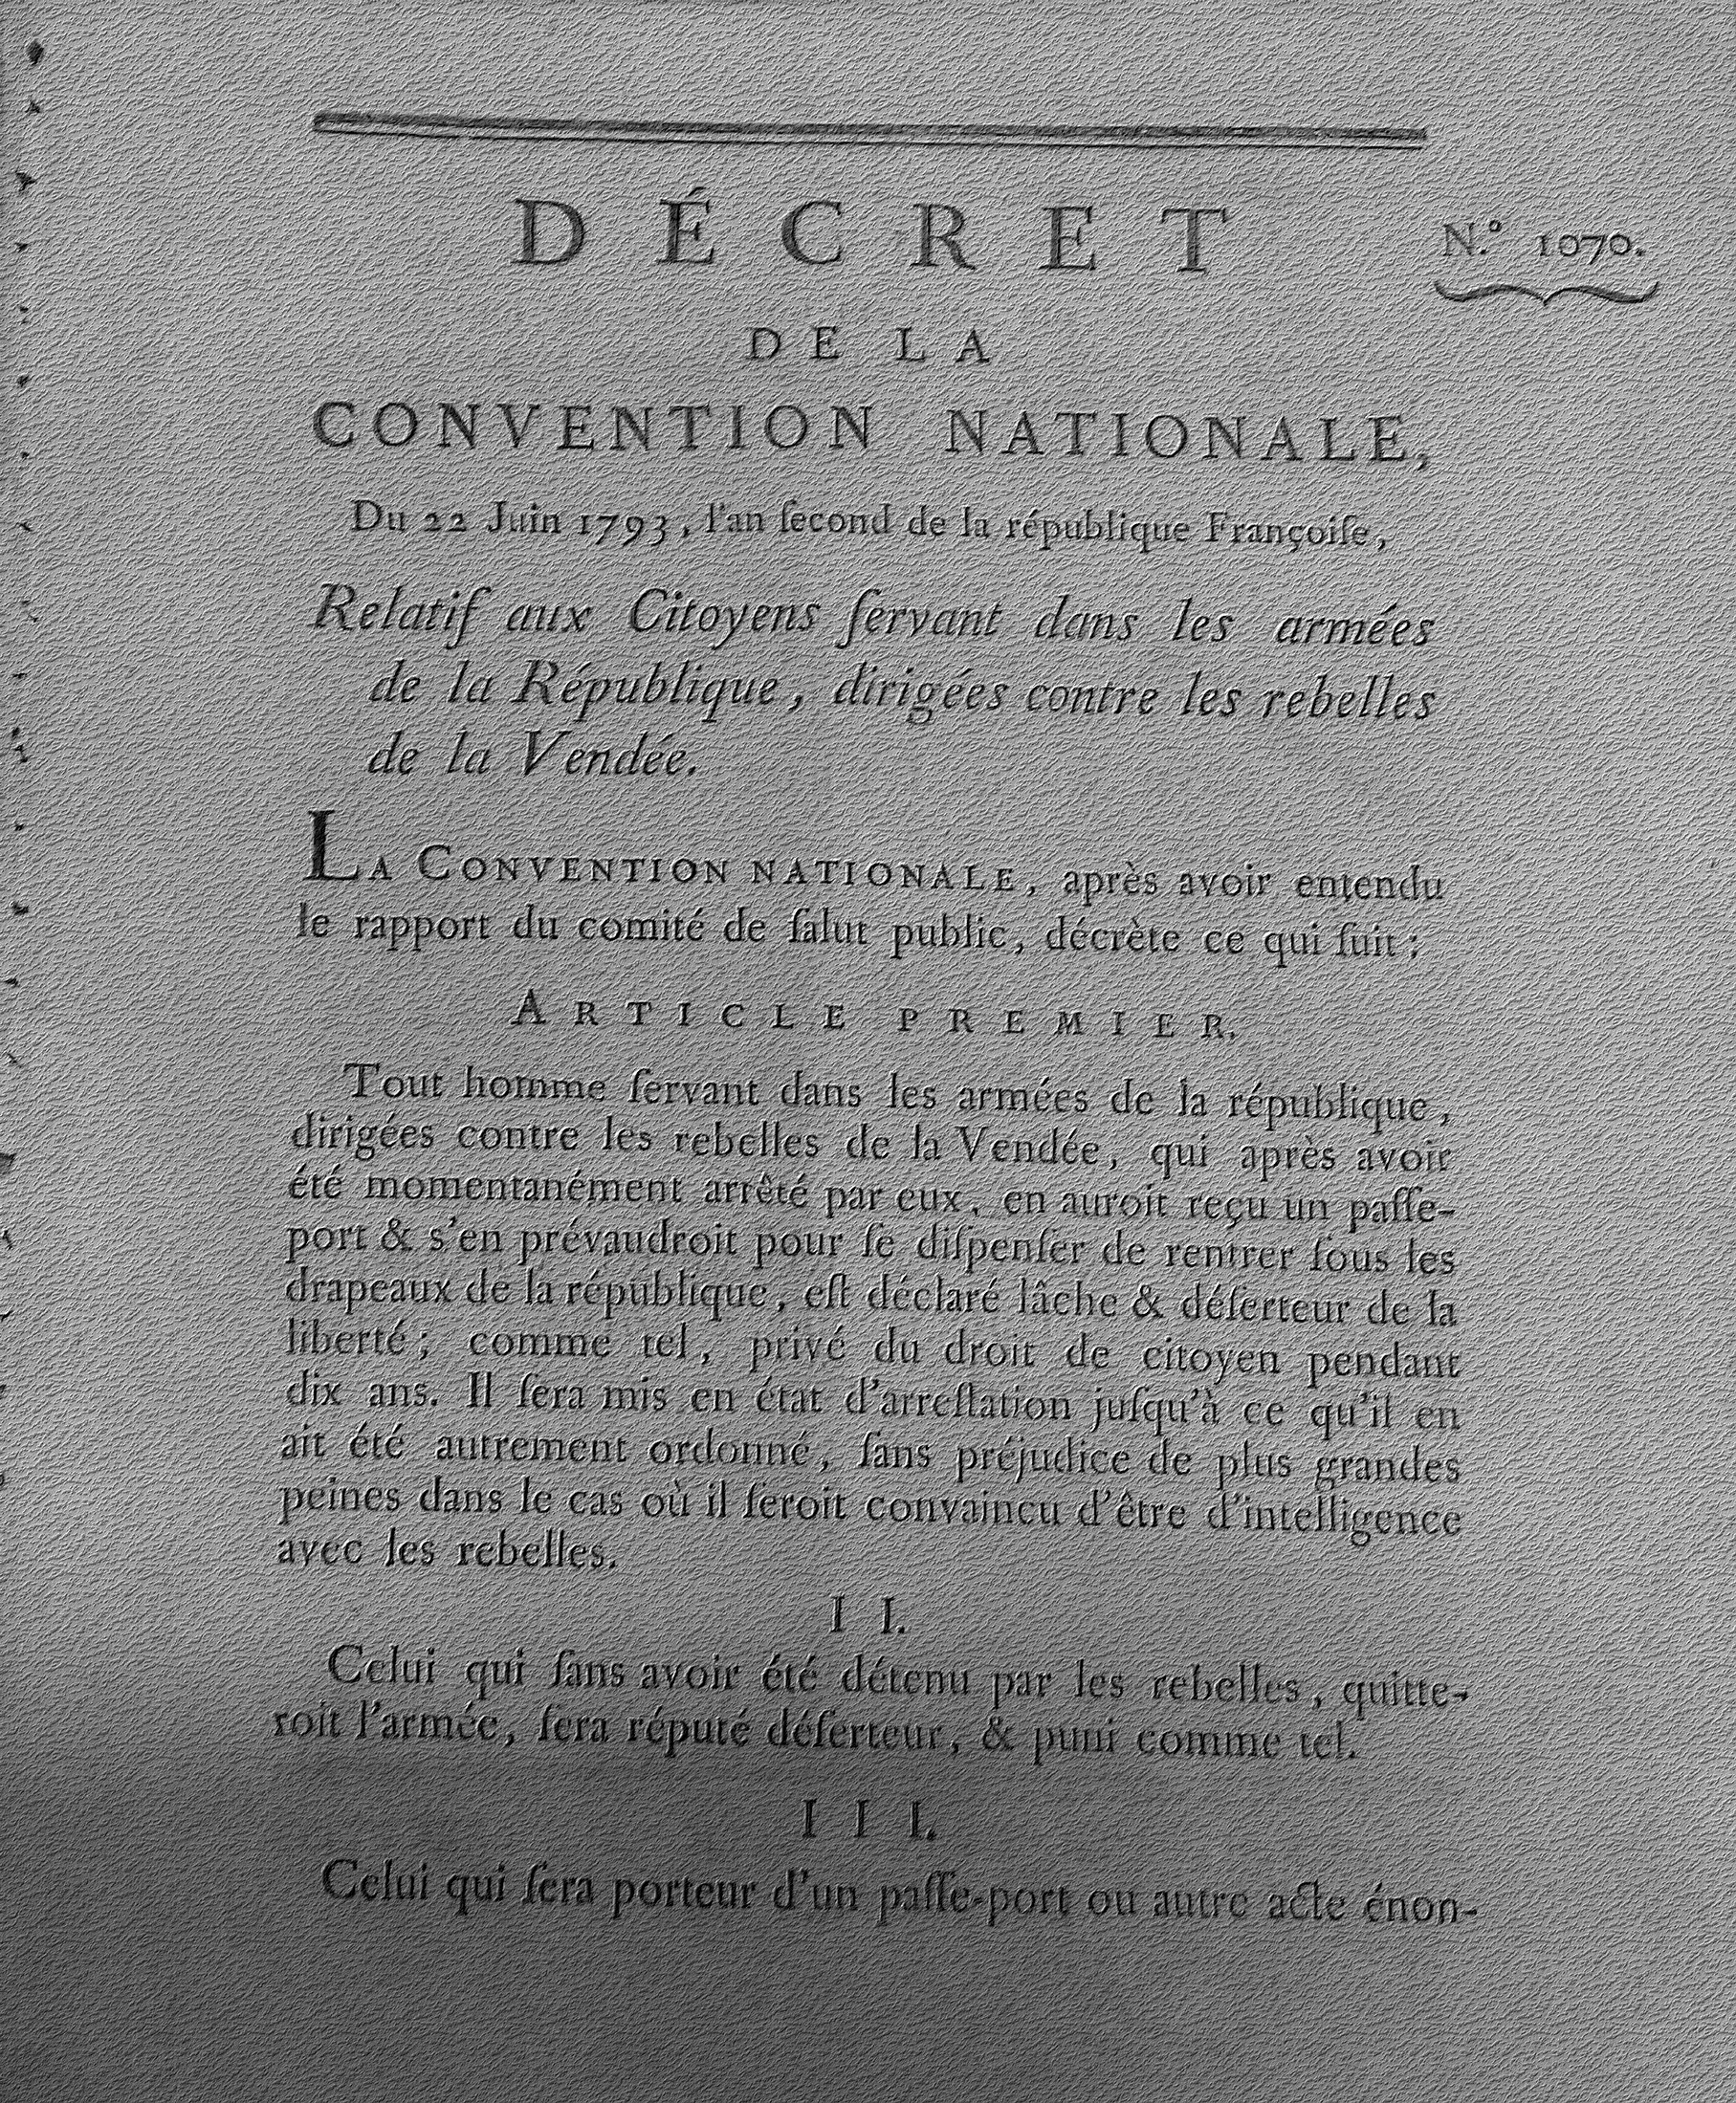 DÉCRET
N.º 1070.
DE LA
CONVENTION NATIONALE,
Du 22 Juin 1793, l'an ſecond de la république Françoiſe,
Relatif aux Citoyens ſervant dans les armées
de la République, dirigées contre les rebelles
de la Vendée.
LA CONVENTION NATIONALE, après avoir entendu
le rapport du comité de ſalut public, décrète ce qui ſuit:
ARTICLE PREMIER.
Tout homme ſervant dans les armées de la république,
dirigées contre les rebelles de la Vendée, qui après avoir
été momentanément arrêté par eux, en auroit reçu un paſſe-
port & s'en prévaudroit pour ſe diſpenſer de rentrer ſous les
drapeaux de la république, eſt déclaré lâche & déſerteur de la
liberté; comme tel, privé du droit de citoyen pendant
dix ans. Il ſera mis en état d'arreſtation juſqu'à ce qu'il en
ait été autrement ordonné, ſans préjudice de plus grandes
peines dans le cas où il ſeroit convaincu d'être d'intelligence
avec les rebelles.
II.
Celui qui ſans avoir été détenu par les rebelles, quitte-
roit l'armée, ſera réputé déſerteur, & puni comme tel.
III.
Celui qui ſera porteur d'un paſſe-port ou autre acte énon-